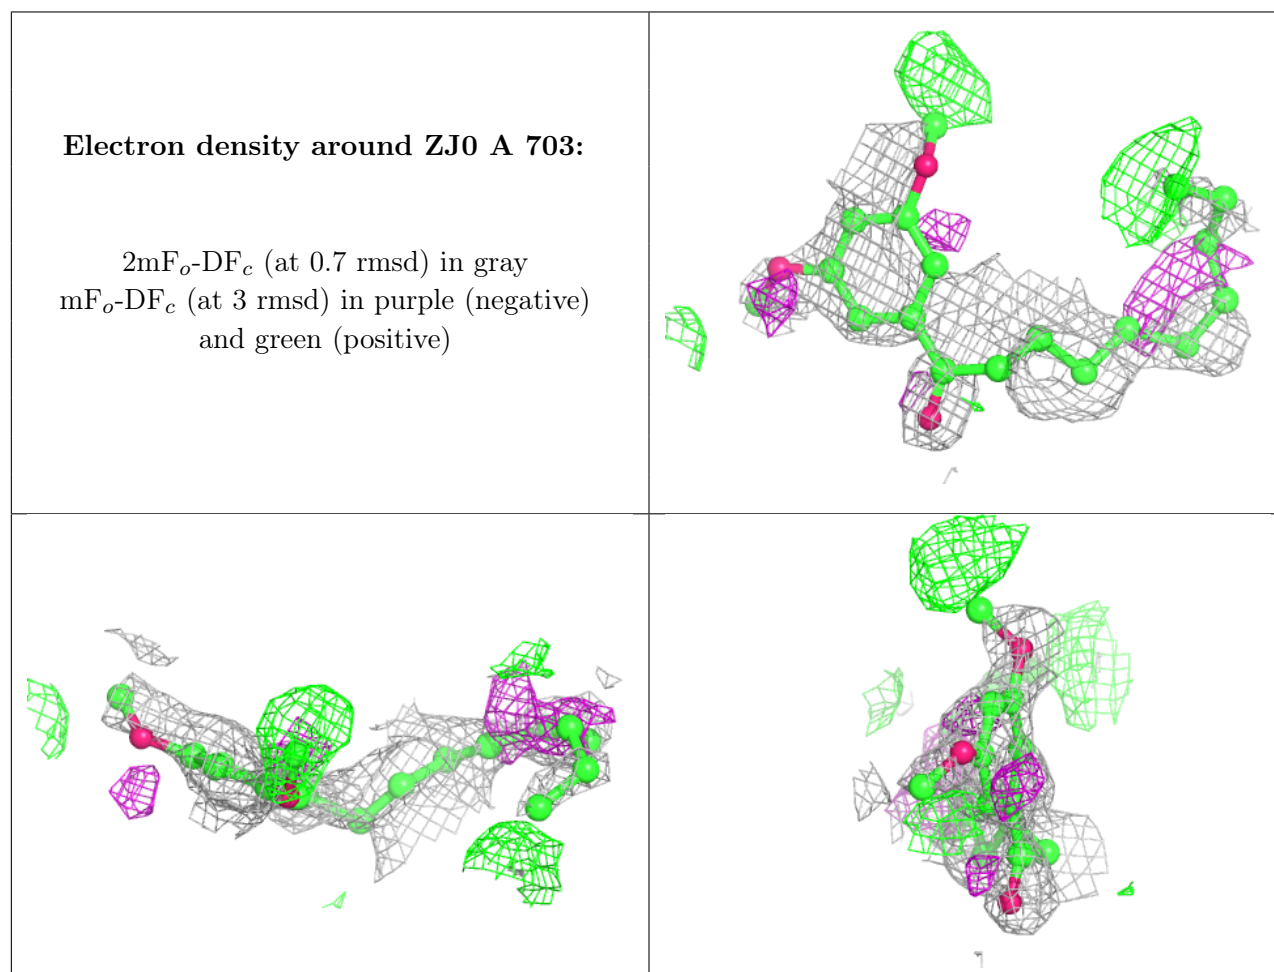 Electron density around ZJ0 A 703:
2mFo-DFc (at 0.7 rmsd) in gray
mFo-DFc (at 3 rmsd) in purple (negative)
and green (positive)